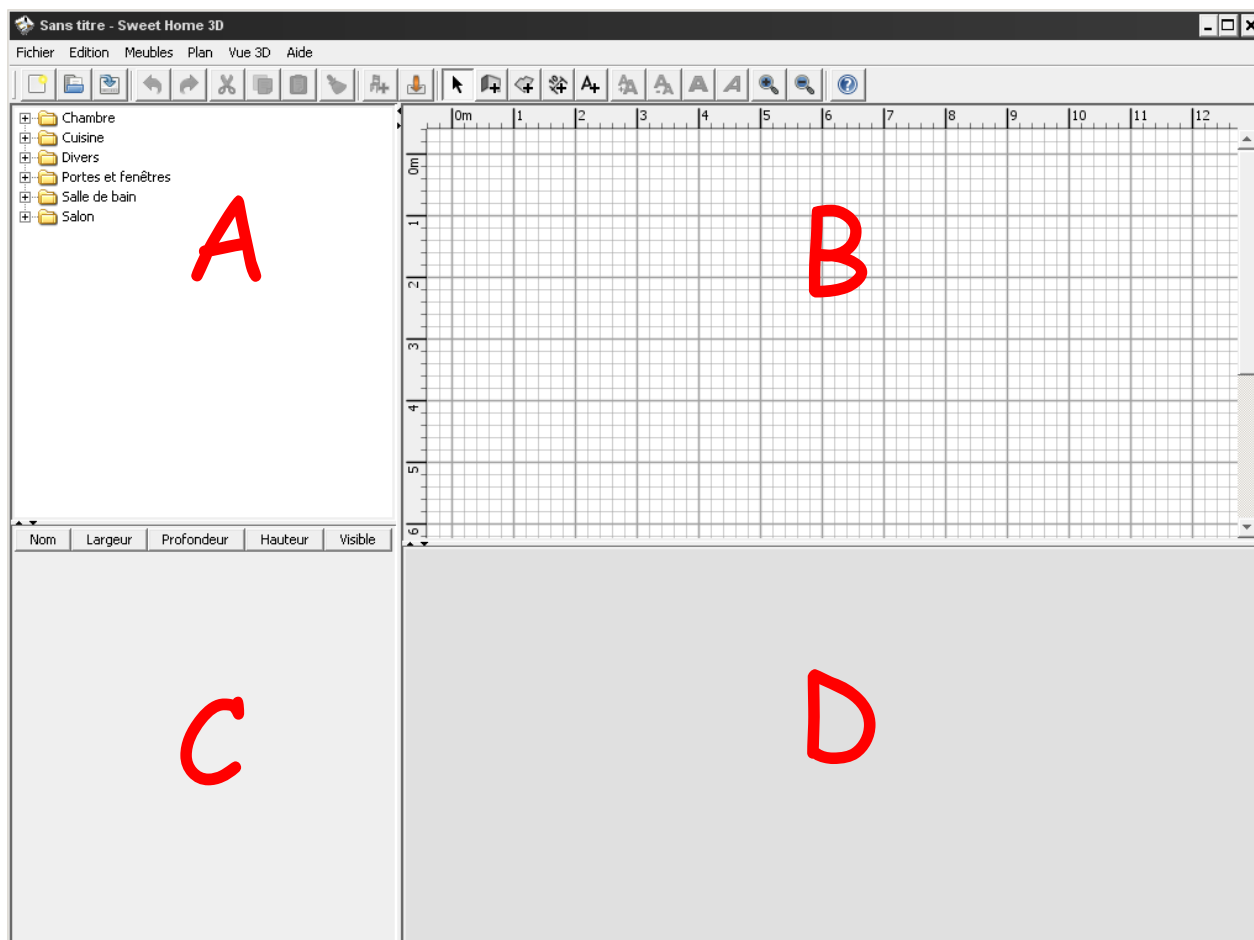 Sans titre - Sweet Home 3D
Fichier Edition Meubles Plan Vue 3D Aide
Chambre
Cuisine
Divers
Portes et fenêtres
Salle de bain
Salon
A
0m 1 2 3 4 5 6 7 8 9 10 11 12
0m
1
2
3
4
5
6
B
Nom Largeur Profondeur Hauteur Visible
C
D